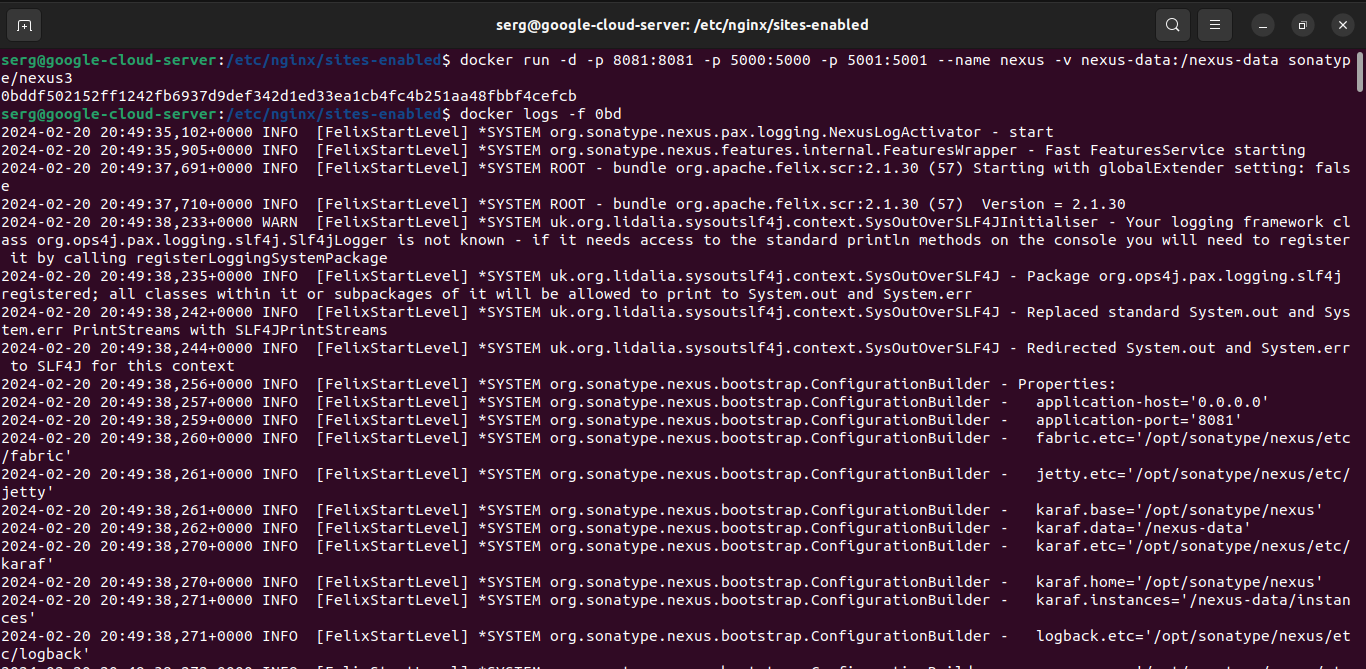 serg@google-cloud-server: /etc/nginx/sites-enabled
serg@google-cloud-server:/etc/nginx/sites-enabled$ docker run -d -p 8081:8081 -p 5000:5000 -p 5001:5001 --name nexus -v nexus-data:/nexus-data sonatyp
e/nexus3
0bddf502152ff1242fb6937d9def342d1ed33ea1cb4fc4b251aa48fbbf4cefcb
serg@google-cloud-server:/etc/nginx/sites-enabled$ docker logs -f 0bd
2024-02-20 20:49:35,102+0000 INFO  [FelixStartLevel] *SYSTEM org.sonatype.nexus.pax.logging.NexusLogActivator - start
2024-02-20 20:49:35,905+0000 INFO  [FelixStartLevel] *SYSTEM org.sonatype.nexus.features.internal.FeaturesWrapper - Fast FeaturesService starting
2024-02-20 20:49:37,691+0000 INFO  [FelixStartLevel] *SYSTEM ROOT - bundle org.apache.felix.scr:2.1.30 (57) Starting with globalExtender setting: fals
e
2024-02-20 20:49:37,710+0000 INFO  [FelixStartLevel] *SYSTEM ROOT - bundle org.apache.felix.scr:2.1.30 (57)  Version = 2.1.30
2024-02-20 20:49:38,233+0000 WARN  [FelixStartLevel] *SYSTEM uk.org.lidalia.sysoutslf4j.context.SysOutOverSLF4JInitialiser - Your logging framework cl
ass org.ops4j.pax.logging.slf4j.Slf4jLogger is not known - if it needs access to the standard println methods on the console you will need to register
 it by calling registerLoggingSystemPackage
2024-02-20 20:49:38,235+0000 INFO  [FelixStartLevel] *SYSTEM uk.org.lidalia.sysoutslf4j.context.SysOutOverSLF4J - Package org.ops4j.pax.logging.slf4j
registered; all classes within it or subpackages of it will be allowed to print to System.out and System.err
2024-02-20 20:49:38,242+0000 INFO  [FelixStartLevel] *SYSTEM uk.org.lidalia.sysoutslf4j.context.SysOutOverSLF4J - Replaced standard System.out and Sys
tem.err PrintStreams with SLF4JPrintStreams
2024-02-20 20:49:38,244+0000 INFO  [FelixStartLevel] *SYSTEM uk.org.lidalia.sysoutslf4j.context.SysOutOverSLF4J - Redirected System.out and System.err
 to SLF4J for this context
2024-02-20 20:49:38,256+0000 INFO  [FelixStartLevel] *SYSTEM org.sonatype.nexus.bootstrap.ConfigurationBuilder - Properties:
2024-02-20 20:49:38,257+0000 INFO  [FelixStartLevel] *SYSTEM org.sonatype.nexus.bootstrap.ConfigurationBuilder -   application-host='0.0.0.0'
2024-02-20 20:49:38,259+0000 INFO  [FelixStartLevel] *SYSTEM org.sonatype.nexus.bootstrap.ConfigurationBuilder -   application-port='8081'
2024-02-20 20:49:38,260+0000 INFO  [FelixStartLevel] *SYSTEM org.sonatype.nexus.bootstrap.ConfigurationBuilder -   fabric.etc='/opt/sonatype/nexus/etc
/fabric'
2024-02-20 20:49:38,261+0000 INFO  [FelixStartLevel] *SYSTEM org.sonatype.nexus.bootstrap.ConfigurationBuilder -   jetty.etc='/opt/sonatype/nexus/etc/
jetty'
2024-02-20 20:49:38,261+0000 INFO  [FelixStartLevel] *SYSTEM org.sonatype.nexus.bootstrap.ConfigurationBuilder -   karaf.base='/opt/sonatype/nexus'
2024-02-20 20:49:38,262+0000 INFO  [FelixStartLevel] *SYSTEM org.sonatype.nexus.bootstrap.ConfigurationBuilder -   karaf.data='/nexus-data'
2024-02-20 20:49:38,270+0000 INFO  [FelixStartLevel] *SYSTEM org.sonatype.nexus.bootstrap.ConfigurationBuilder -   karaf.etc='/opt/sonatype/nexus/etc/
karaf'
2024-02-20 20:49:38,270+0000 INFO  [FelixStartLevel] *SYSTEM org.sonatype.nexus.bootstrap.ConfigurationBuilder -   karaf.home='/opt/sonatype/nexus'
2024-02-20 20:49:38,271+0000 INFO  [FelixStartLevel] *SYSTEM org.sonatype.nexus.bootstrap.ConfigurationBuilder -   karaf.instances='/nexus-data/instan
ces'
2024-02-20 20:49:38,271+0000 INFO  [FelixStartLevel] *SYSTEM org.sonatype.nexus.bootstrap.ConfigurationBuilder -   logback.etc='/opt/sonatype/nexus/et
c/logback'